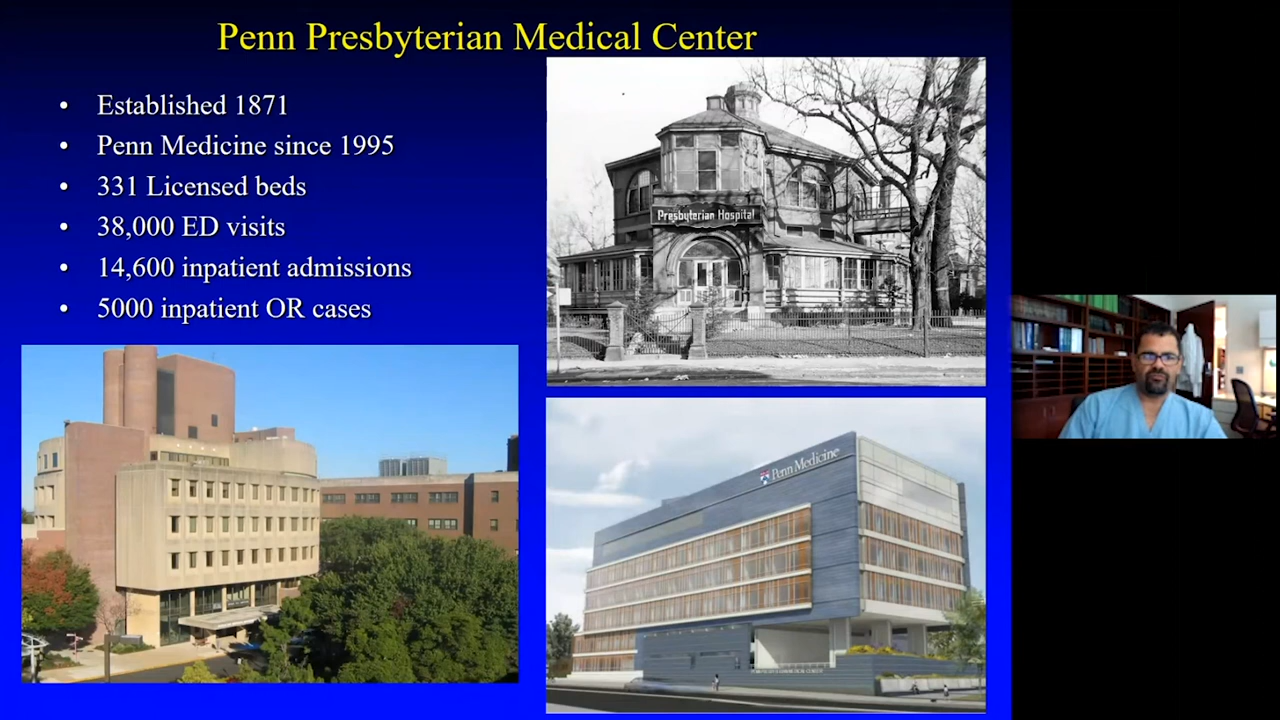 Penn Presbyterian Medical Center
• Established 1871
• Penn Medicine since 1995
• 331 Licensed beds
• 38,000 ED visits
• 14,600 inpatient admissions
• 5000 inpatient OR cases
Presbyterian Hospital
Penn Medicine